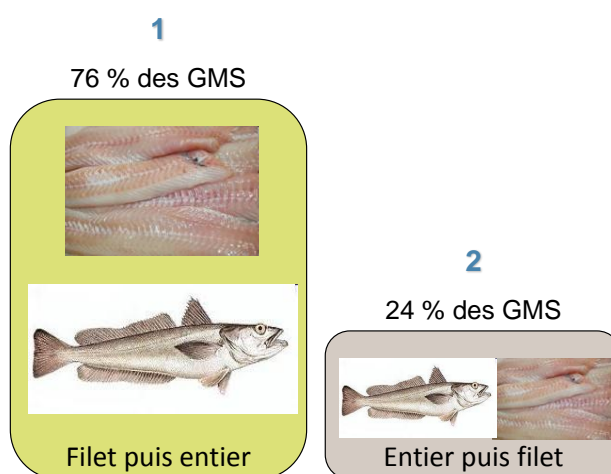 1
76 % des GMS
Filet puis entier
2
24 % des GMS
Entier puis filet